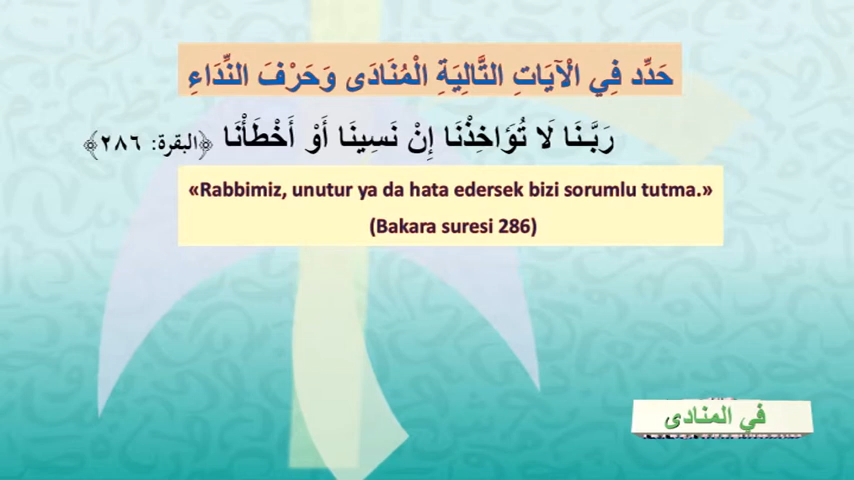 حَدِّد فِي الْآيَاتِ التَّالِيَةِ الْمُنَادَى وَحَرْفَ النِّدَاءِ
رَبَّنَا لَا تُؤَاخِذْنَا إِنْ نَسِينَا أَوْ أَخْطَأْنَا ﴿البقرة: ٢٨٦﴾
«Rabbimiz, unutur ya da hata edersek bizi sorumlu tutma.»
(Bakara suresi 286)
في المنادى